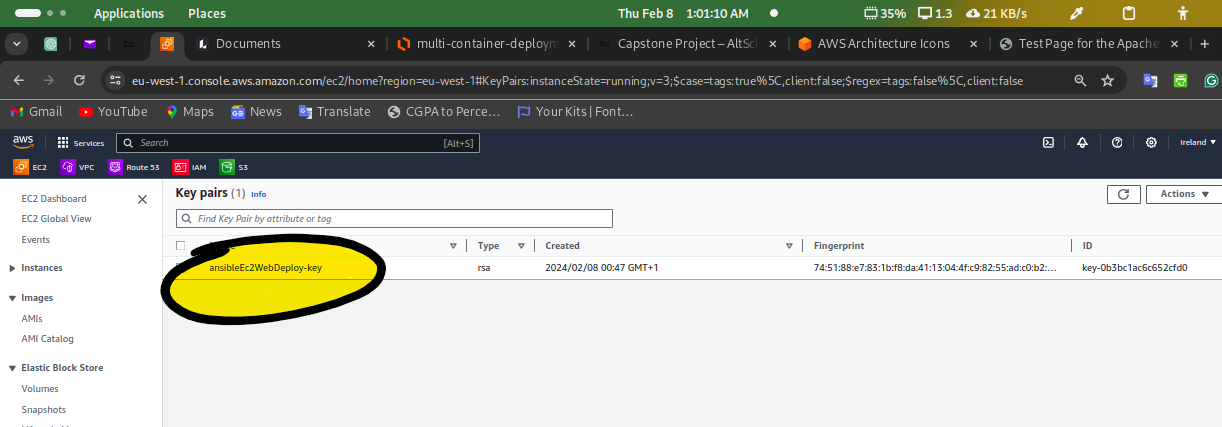 Applications Places Thu Feb 8 1:01:10 AM 35% 1.3 21 KB/s
Documents multi-container-deploym Capstone Project – AltSch AWS Architecture Icons Test Page for the Apache
eu-west-1.console.aws.amazon.com/ec2/home?region=eu-west-1#KeyPairs:instanceState=running;v=3;$case=tags:true%5C,client:false;$regex=tags:false%5C,client:false
Gmail YouTube Maps News Translate CGPA to Perce... Your Kits | Font...
aws Services Search [Alt+S] Ireland
EC2 VPC Route 53 IAM S3
EC2 Dashboard
EC2 Global View
Events
Instances
Images
AMIs
AMI Catalog
Elastic Block Store
Volumes
Snapshots
Key pairs (1) Info
Actions
Find Key Pair by attribute or tag
Type Created Fingerprint ID
ansibleEc2WebDeploy-key rsa 2024/02/08 00:47 GMT+1 74:51:88:e7:83:1b:f8:da:41:13:04:4f:c9:82:55:ad:c0:b2:... key-0b3bc1ac6c652cfd0